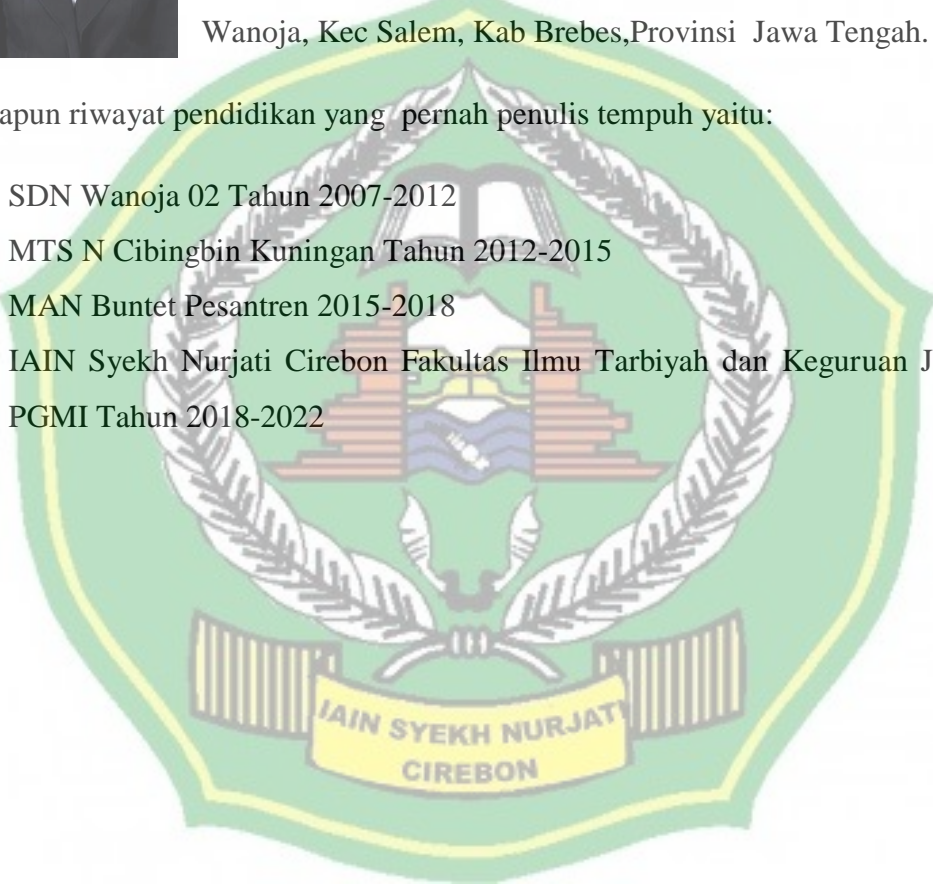 Wanoja, Kec Salem, Kab Brebes,Provinsi Jawa Tengah.
apun riwayat pendidikan yang pernah penulis tempuh yaitu:
SDN Wanoja 02 Tahun 2007-2012
MTS N Cibingbin Kuningan Tahun 2012-2015
MAN Buntet Pesantren 2015-2018
IAIN Syekh Nurjati Cirebon Fakultas Ilmu Tarbiyah dan Keguruan J
PGMI Tahun 2018-2022
IAIN SYEKH NURJATI
CIREBON